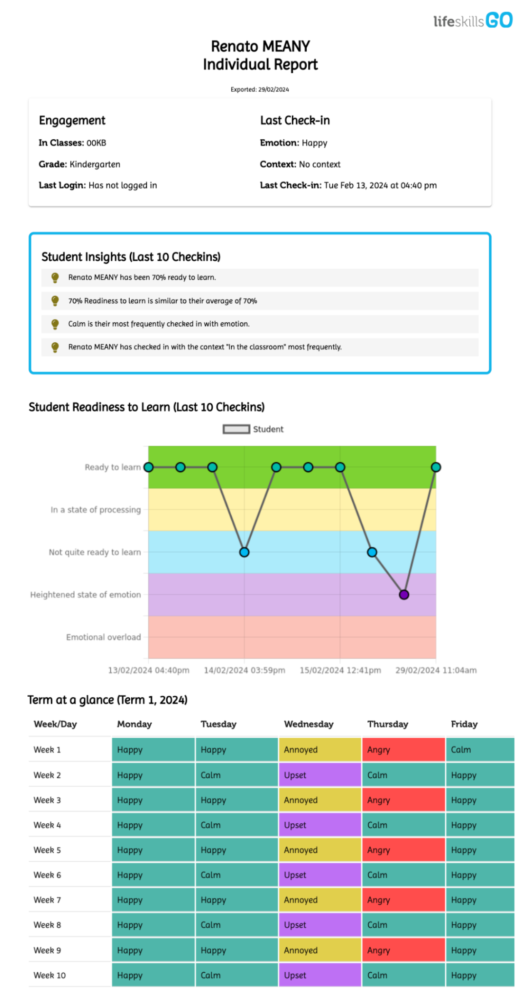 lifeskillsGO
Renato MEANY
Individual Report
Exported: 29/02/2024
Engagement
In Classes: 00KB
Grade: Kindergarten
Last Login: Has not logged in
Last Check-in
Emotion: Happy
Context: No context
Last Check-in: Tue Feb 13, 2024 at 04:40 pm
Student Insights (Last 10 Checkins)
Renato MEANY has been 70% ready to learn.
70% Readiness to learn is similar to their average of 70%
Calm is their most frequently checked in with emotion.
Renato MEANY has checked in with the context "In the classroom" most frequently.
Student Readiness to Learn (Last 10 Checkins)
Student
Ready to learn
In a state of processing
Not quite ready to learn
Heightened state of emotion
Emotional overload
13/02/2024 04:40pm 14/02/2024 03:59pm 15/02/2024 12:41pm 29/02/2024 11:04am
Term at a glance (Term 1, 2024)
Week/Day Monday Tuesday Wednesday Thursday Friday
Week 1 Happy Happy Annoyed Angry Calm
Week 2 Happy Calm Upset Calm Happy
Week 3 Happy Happy Annoyed Angry Happy
Week 4 Happy Calm Upset Calm Happy
Week 5 Happy Happy Annoyed Angry Happy
Week 6 Happy Calm Upset Calm Happy
Week 7 Happy Happy Annoyed Angry Happy
Week 8 Happy Calm Upset Calm Happy
Week 9 Happy Happy Annoyed Angry Happy
Week 10 Happy Calm Upset Calm Happy